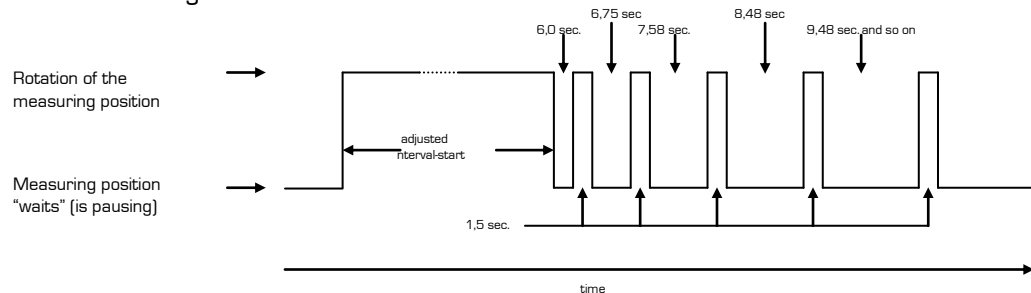 6,75 sec
8,48 sec
6,0 sec.
7,58 sec.
9,48 sec. and so on
Rotation of the
measuring position
adjusted
nterval-start
Measuring position
“waits” (is pausing)
1,5 sec.
time